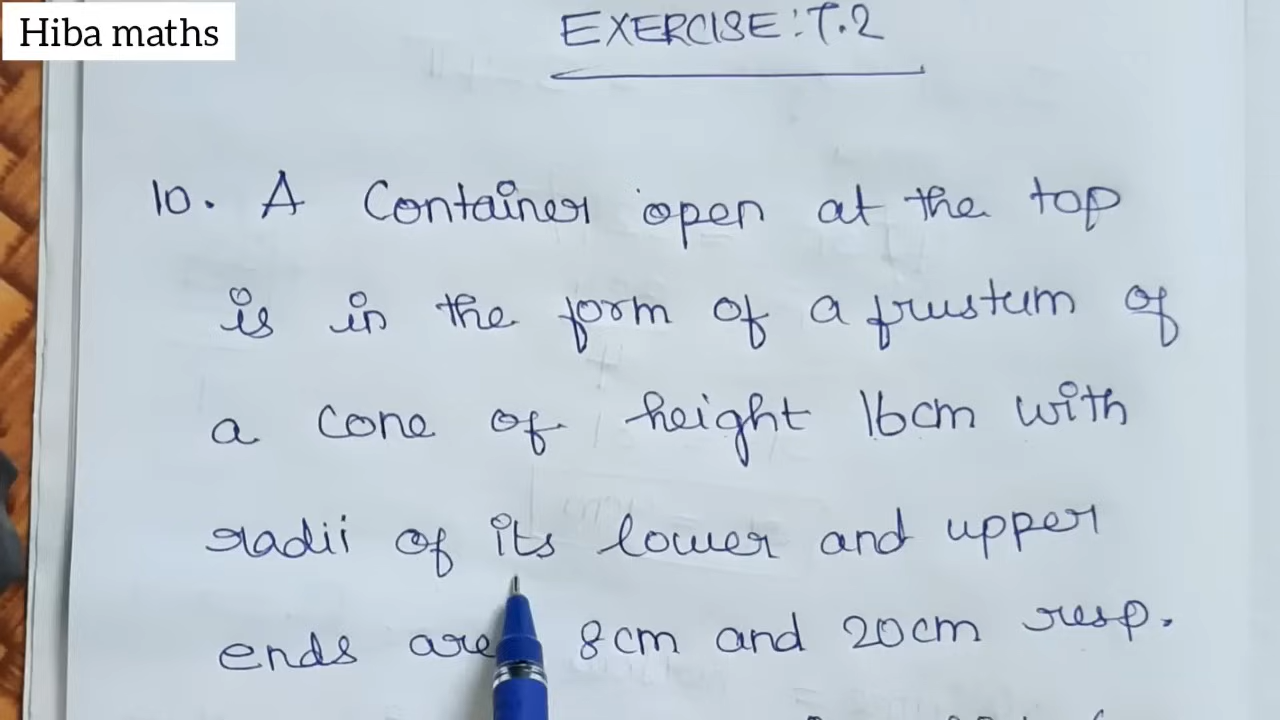 Hiba maths
EXERCISE: 7.2
10. A Container open at the top
is in the form of a frustum of
a cone of height 16cm with
radii of its lower and upper
ends are 8cm and 20cm resp.